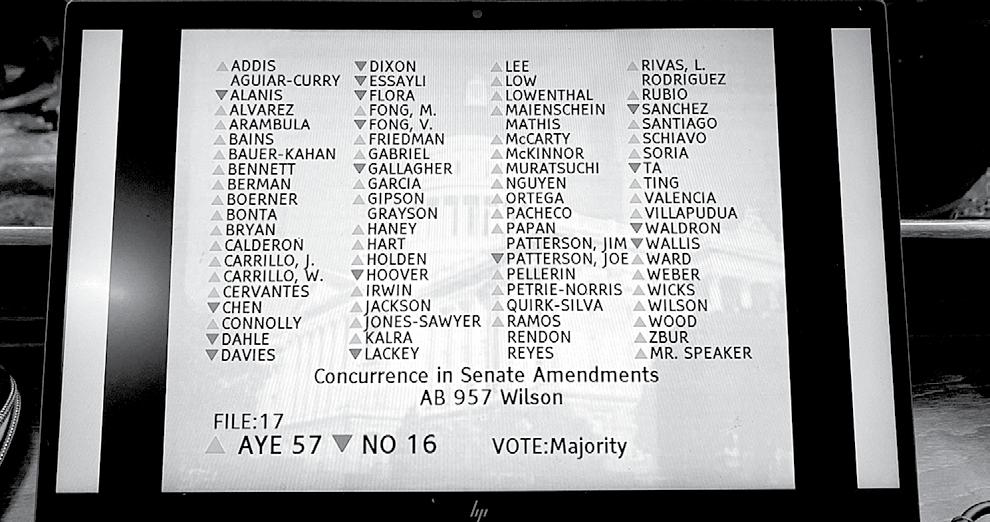 ▲ADDIS
AGUIAR-CURRY
▼ALANIS
▲ALVAREZ
▲ARAMBULA
▲BAINS
▲BAUER-KAHAN
▲BENNETT
▲BERMAN
▲BOERNER
▲BONTA
▲BRYAN
▲CALDERON
▲CARRILLO, J.
▲CARRILLO, W.
▲CERVANTES
▼CHEN
▲CONNOLLY
▼DAHLE
▼DAVIES
▼DIXON
▼ESSAYLI
▼FLORA
▲FONG, M.
▼FONG, V.
▲FRIEDMAN
▲GABRIEL
▼GALLAGHER
▲GARCIA
▲GIPSON
GRAYSON
▲HANEY
▲HART
▲HOLDEN
▼HOOVER
▲IRWIN
▲JACKSON
▲JONES-SAWYER
▲KALRA
▼LACKEY
▲LEE
▲LOW
▲LOWENTHAL
▲MAIENSCHEIN
MATHIS
▲McCARTY
▲McKINNOR
▲MURATSUCHI
▲NGUYEN
▲ORTEGA
▲PACHECO
▲PAPAN
PATTERSON, JIM
▼PATTERSON, JOE
▲PELLERIN
▲PETRIE-NORRIS
▲QUIRK-SILVA
▲RAMOS
RENDON
REYES
▲RIVAS, L.
RODRIGUEZ
▲RUBIO
▼SANCHEZ
▲SANTIAGO
▲SCHIAVO
▲SORIA
▼TA
▲TING
▲VALENCIA
▲VILLAPUDUA
▼WALDRON
▼WALLIS
▲WARD
▲WEBER
▲WICKS
▲WILSON
▲WOOD
▲ZBUR
▲MR. SPEAKER
Concurrence in Senate Amendments
AB 957 Wilson
FILE:17
▲ AYE 57 ▼ NO 16 VOTE:Majority
hp